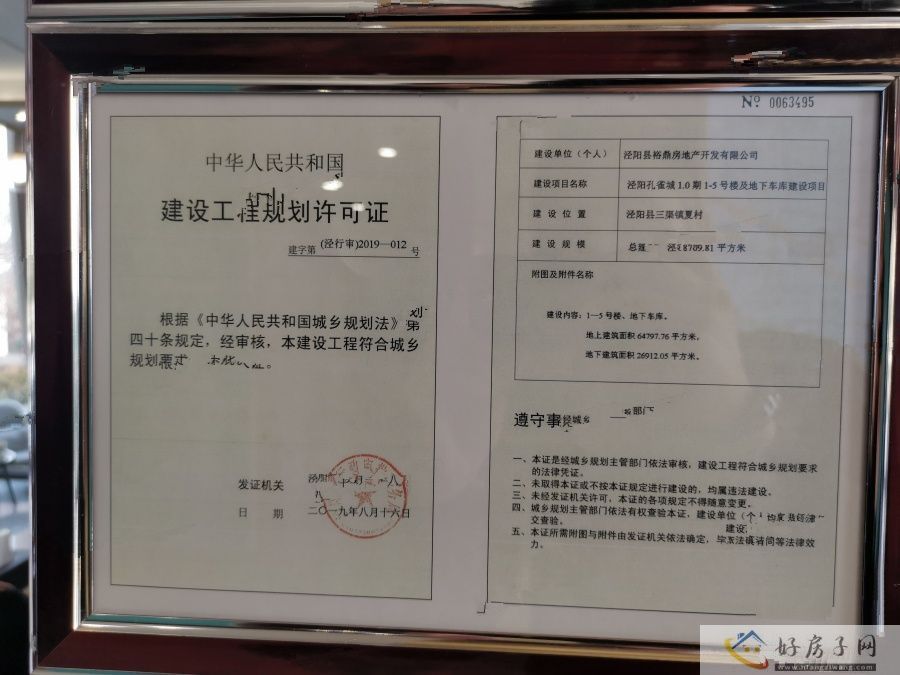 № 0063495
中华人民共和国
建设工程规划许可证
建字第 (泾行审)2019—012 号
根据《中华人民共和国城乡规划法》第
四十条规定，经审核，本建设工程符合城乡
规划要
发证机关
日 期 二〇一九年八月十六日
建设单位（个人） 泾阳县裕鼎房地产开发有限公司
建设项目名称 泾阳孔雀城 1.0 期 1-5 号楼及地下车库建设项目
建设位置 泾阳县三渠镇夏村
建设规模 8709.81 平方米
附图及附件名称
建设内容：1—5 号楼、地下车库。
地上建筑面积 64797.76 平方米，
地下建筑面积 26912.05 平方米。
遵守事
一、本证是经城乡规划主管部门依法审核，建设工程符合城乡规划要求
的法律凭证。
二、未取得本证或不按本证规定进行建设的，均属违法建设。
三、未经发证机关许可，本证的各项规定不得随意变更。
四、城乡规划主管部门依法有权查验本证，建设单位（个
交查验。
五、本证所需附图与附件由发证机关依法确定，同等法律效
力。
好房子网
www.hfangziwang.com